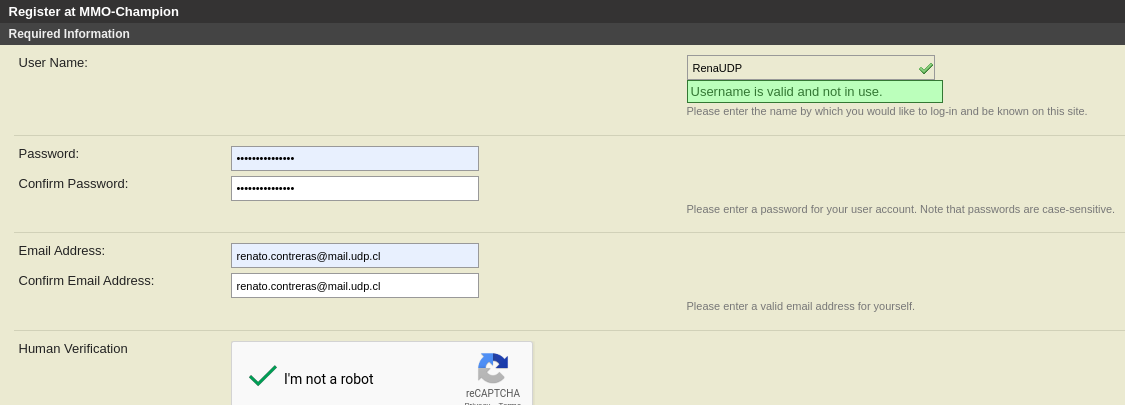 Register at MMO-Champion
Required Information
User Name:
RenaUDP
Username is valid and not in use.
Please enter the name by which you would like to log-in and be known on this site.
Password:
•••••••••••••••
Confirm Password:
•••••••••••••••
Please enter a password for your user account. Note that passwords are case-sensitive.
Email Address:
renato.contreras@mail.udp.cl
Confirm Email Address:
renato.contreras@mail.udp.cl
Please enter a valid email address for yourself.
Human Verification
I'm not a robot
reCAPTCHA
Privacy - Terms